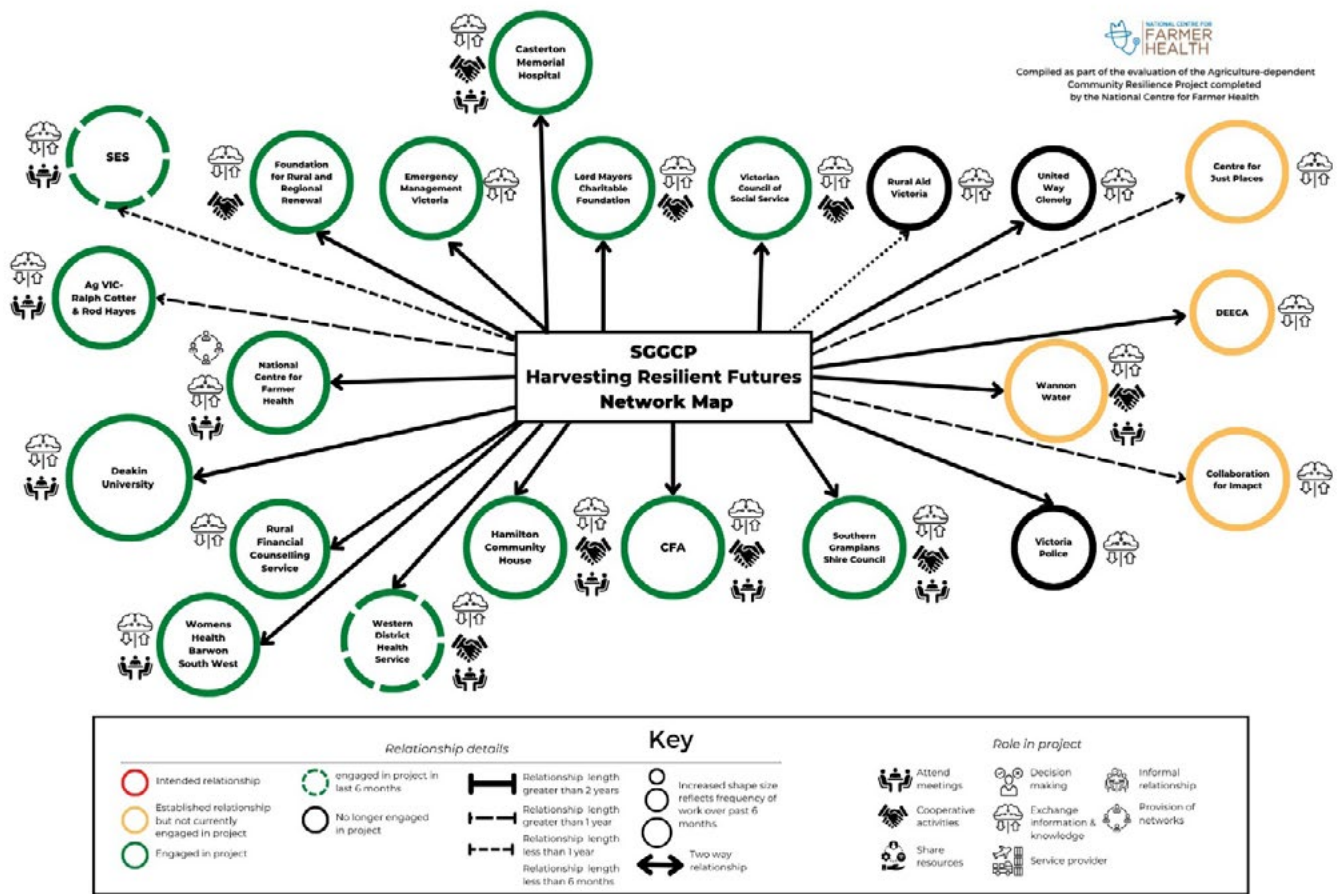 NATIONAL CENTRE FOR
FARMER
HEALTH
Compiled as part of the evaluation of the Agriculture-dependent
Community Resilience Project completed
by the National Centre for Farmer Health
Casterton
Memorial
Hospital
SES
Foundation
for Rural and
Regional
Renewal
Emergency
Management
Victoria
Lord Mayors
Charitable
Foundation
Victorian
Council of
Social Service
Rural Aid
Victoria
United
Way
Glenelg
Centre for
Just Places
Ag VIC-
Ralph Cotter
& Rod Hayes
DEECA
National
Centre for
Farmer
Health
SGGCP
Harvesting Resilient Futures
Network Map
Wannon
Water
Deakin
University
Collaboration
for Imapct
Rural
Financial
Counselling
Service
Hamilton
Community
House
CFA
Southern
Grampians
Shire Council
Victoria
Police
Womens
Health
Barwon
South West
Western
District
Health
Service
Key
Relationship details
Intended relationship
Established relationship
but not currently
engaged in project
Engaged in project
engaged in project in
last 6 months
No longer engaged
in project
Relationship length
greater than 2 years
Relationship length
greater than 1 year
Relationship length
less than 1 year
Relationship length
less than 6 months
Increased shape size
reflects frequency of
work over past 6
months
Two way
relationship
Role in project
Attend
meetings
Cooperative
activities
Share
resources
Decision
making
Exchange
information &
knowledge
Service provider
Informal
relationship
Provision of
networks